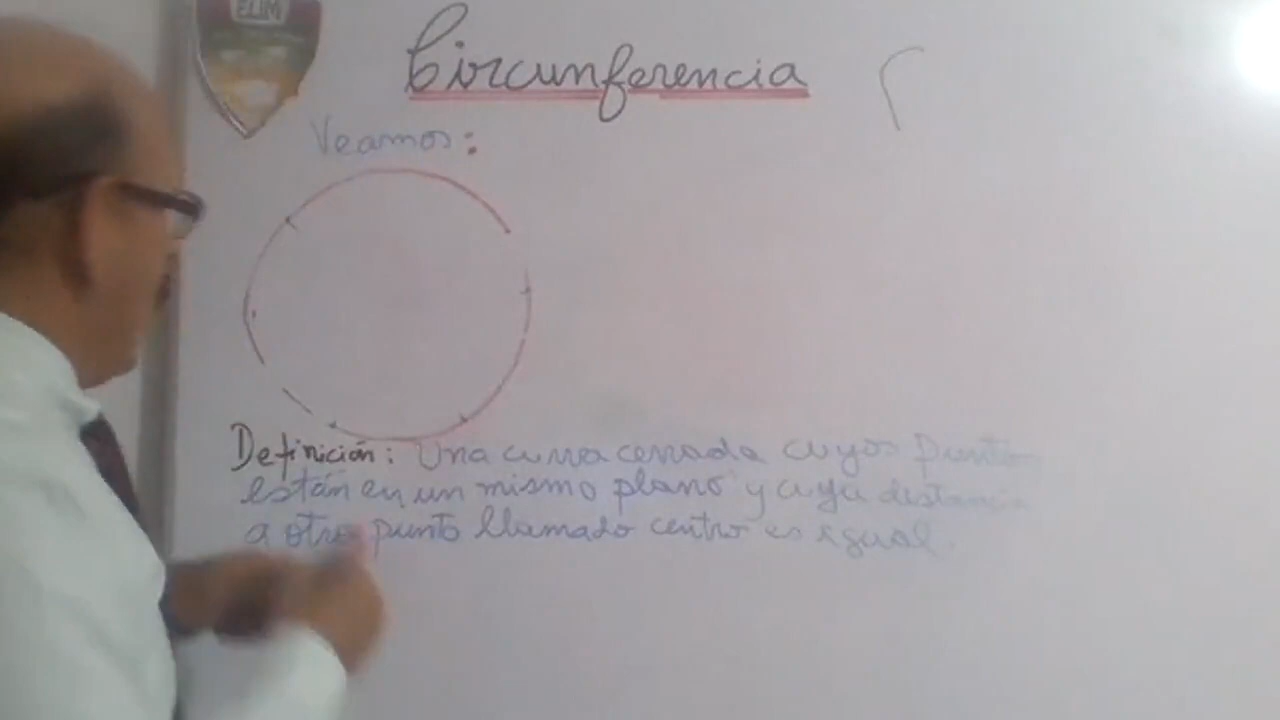 ELIM
Circunferencia
Veamos:
Definición: Una curva cerrada cuyos puntos
están en un mismo plano y cuya distancia
a otro punto llamado centro es igual.